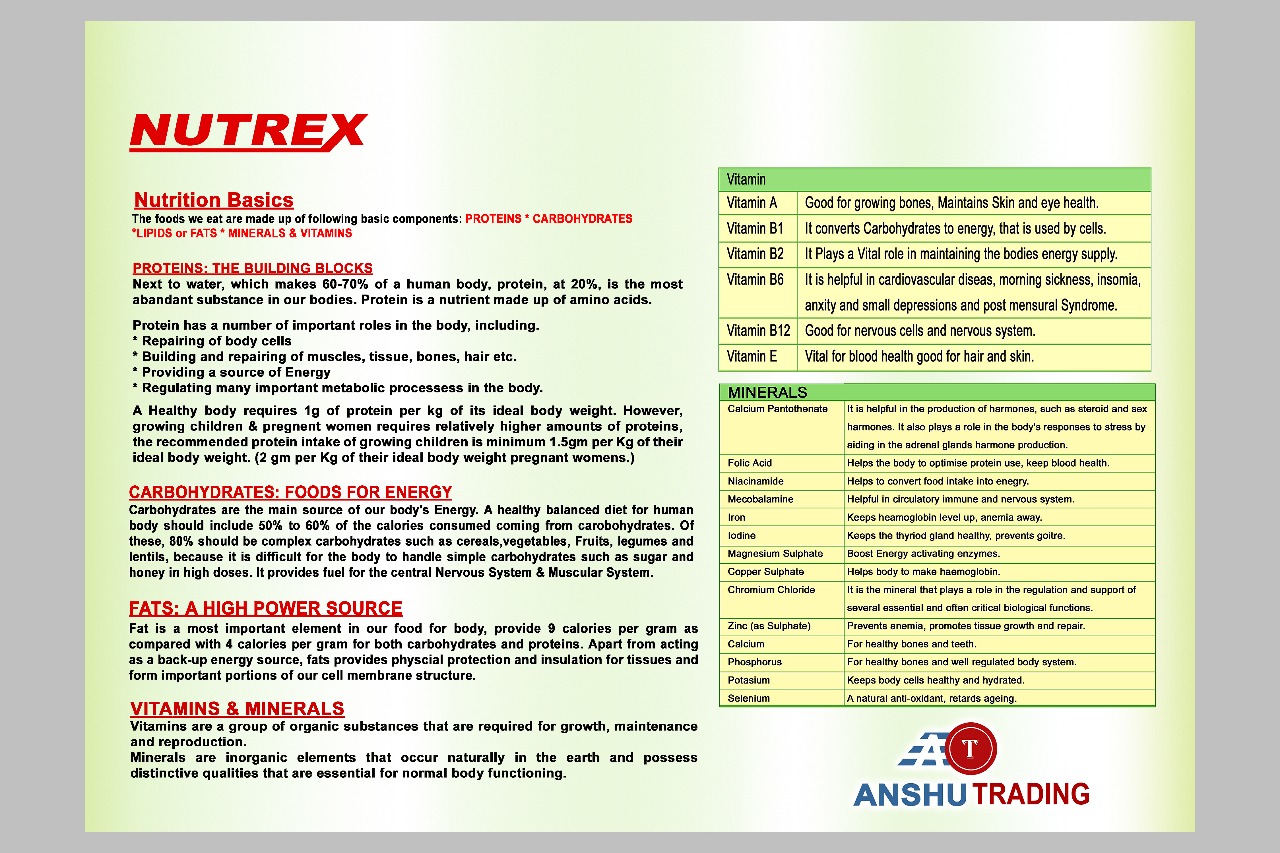 NUTREX
Nutrition Basics
The foods we eat are made up of following basic components: PROTEINS * CARBOHYDRATES
*LIPIDS or FATS * MINERALS & VITAMINS
PROTEINS: THE BUILDING BLOCKS
Next to water, which makes 60-70% of a human body, protein, at 20%, is the most
abandant substance in our bodies. Protein is a nutrient made up of amino acids.
Protein has a number of important roles in the body, including.
* Repairing of body cells
* Building and repairing of muscles, tissue, bones, hair etc.
* Providing a source of Energy
* Regulating many important metabolic processess in the body.
A Healthy body requires 1g of protein per kg of its ideal body weight. However,
growing children & pregnent women requires relatively higher amounts of proteins,
the recommended protein intake of growing children is minimum 1.5gm per Kg of their
ideal body weight. (2 gm per Kg of their ideal body weight pregnant womens.)
CARBOHYDRATES: FOODS FOR ENERGY
Carbohydrates are the main source of our body's Energy. A healthy balanced diet for human
body should include 50% to 60% of the calories consumed coming from carobohydrates. Of
these, 80% should be complex carbohydrates such as cereals,vegetables, Fruits, legumes and
lentils, because it is difficult for the body to handle simple carbohydrates such as sugar and
honey in high doses. It provides fuel for the central Nervous System & Muscular System.
FATS: A HIGH POWER SOURCE
Fat is a most important element in our food for body, provide 9 calories per gram as
compared with 4 calories per gram for both carbohydrates and proteins. Apart from acting
as a back-up energy source, fats provides physcial protection and insulation for tissues and
form important portions of our cell membrane structure.
VITAMINS & MINERALS
Vitamins are a group of organic substances that are required for growth, maintenance
and reproduction.
Minerals are inorganic elements that occur naturally in the earth and possess
distinctive qualities that are essential for normal body functioning.
Vitamin
Vitamin A Good for growing bones, Maintains Skin and eye health.
Vitamin B1 It converts Carbohydrates to energy, that is used by cells.
Vitamin B2 It Plays a Vital role in maintaining the bodies energy supply.
Vitamin B6 It is helpful in cardiovascular diseas, morning sickness, insomia,
anxity and small depressions and post mensural Syndrome.
Vitamin B12 Good for nervous cells and nervous system.
Vitamin E Vital for blood health good for hair and skin.
MINERALS
Calcium Pantothenate It is helpful in the production of harmones, such as steroid and sex
harmones. It also plays a role in the body's responses to stress by
aiding in the adrenal glands harmone production.
Folic Acid Helps the body to optimise protein use, keep blood health.
Niacinamide Helps to convert food intake into enegry.
Mecobalamine Helpful in circulatory immune and nervous system.
Iron Keeps heamoglobin level up, anemia away.
Iodine Keeps the thyriod gland healthy, prevents goitre.
Magnesium Sulphate Boost Energy activating enzymes.
Copper Sulphate Helps body to make haemoglobin.
Chromium Chloride It is the mineral that plays a role in the regulation and support of
several essential and often critical biological functions.
Zinc (as Sulphate) Prevents anemia, promotes tissue growth and repair.
Calcium For healthy bones and teeth.
Phosphorus For healthy bones and well regulated body system.
Potasium Keeps body cells healthy and hydrated.
Selenium A natural anti-oxidant, retards ageing.
A T
ANSHU TRADING